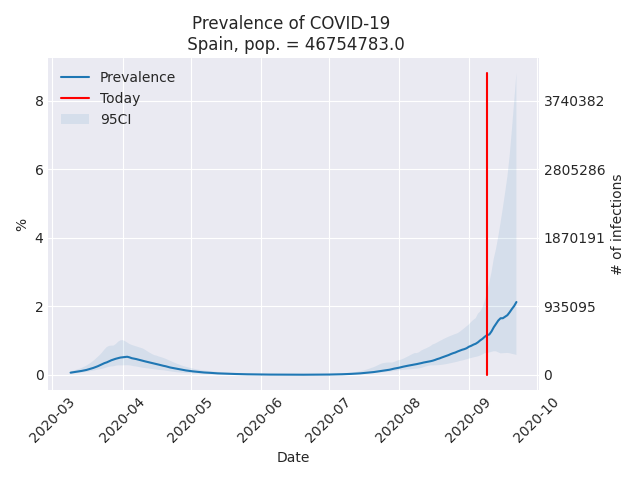 Prevalence of COVID-19
Spain, pop. = 46754783.0
Prevalence
Today
95CI
%
8
6
4
2
0
3740382
2805286
1870191
935095
0
# of infections
2020-03
2020-04
2020-05
2020-06
2020-07
2020-08
2020-09
2020-10
Date